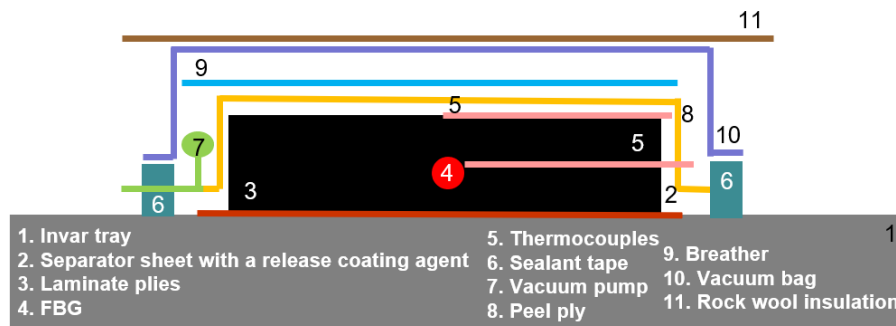 11
9
5
8
7
5
10
4
6
3
2
6
1
1. Invar tray
2. Separator sheet with a release coating agent
3. Laminate plies
4. FBG
5. Thermocouples
6. Sealant tape
7. Vacuum pump
8. Peel ply
9. Breather
10. Vacuum bag
11. Rock wool insulation